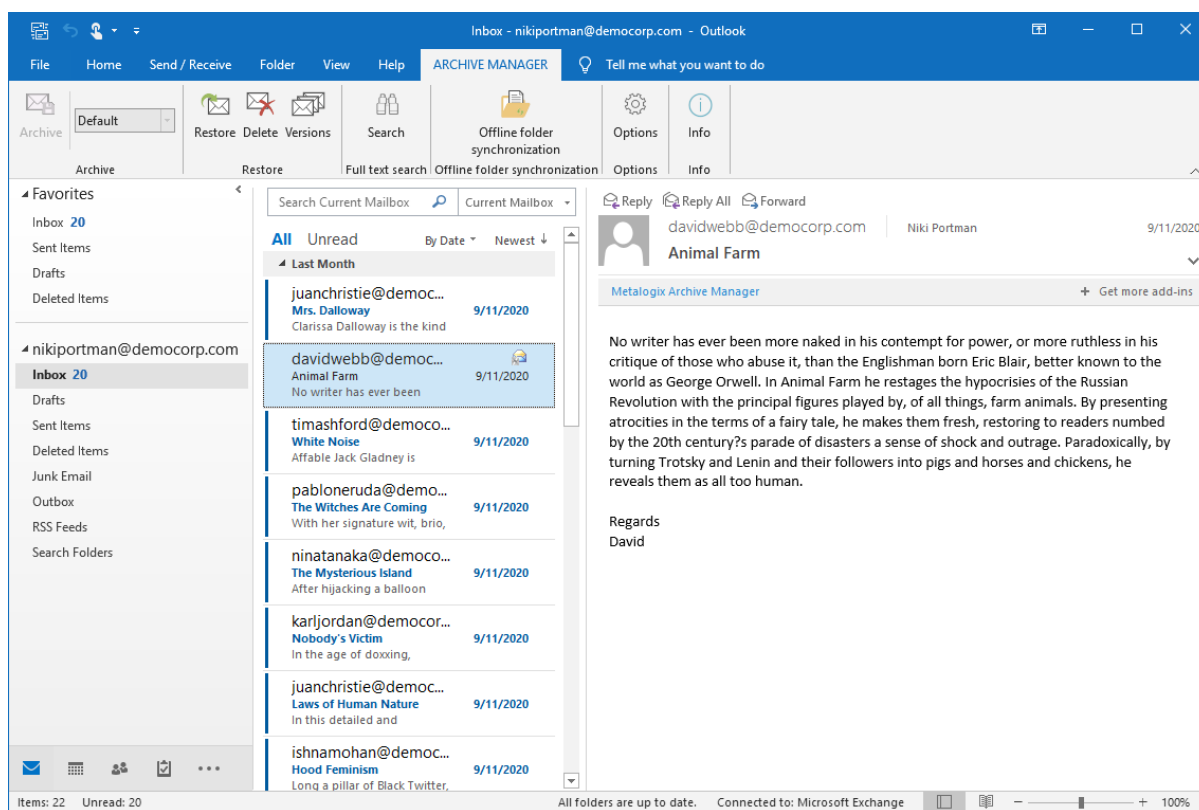 Inbox - nikiportman@democorp.com - Outlook
File Home Send / Receive Folder View Help ARCHIVE MANAGER Tell me what you want to do
Archive Default Restore Delete Versions Search Offline folder synchronization Options Info
Archive Restore Full text search Offline folder synchronization Options Info
Favorites
Inbox 20
Sent Items
Drafts
Deleted Items
nikiportman@democorp.com
Inbox 20
Drafts
Sent Items
Deleted Items
Junk Email
Outbox
RSS Feeds
Search Folders
Search Current Mailbox Current Mailbox
All Unread By Date Newest ↓
Last Month
juanchristie@democ...
Mrs. Dalloway 9/11/2020
Clarissa Dalloway is the kind
davidwebb@democ...
Animal Farm 9/11/2020
No writer has ever been
timashford@democo...
White Noise 9/11/2020
Affable Jack Gladney is
pabloneruda@demo...
The Witches Are Coming 9/11/2020
With her signature wit, brio,
ninatanaka@democo...
The Mysterious Island 9/11/2020
After hijacking a balloon
karljordan@democor...
Nobody's Victim 9/11/2020
In the age of doxxing,
juanchristie@democ...
Laws of Human Nature 9/11/2020
In this detailed and
ishnamohan@democ...
Hood Feminism 9/11/2020
Long a pillar of Black Twitter,
Reply Reply All Forward
davidwebb@democorp.com Niki Portman 9/11/2020
Animal Farm
Metalogix Archive Manager + Get more add-ins
No writer has ever been more naked in his contempt for power, or more ruthless in his
critique of those who abuse it, than the Englishman born Eric Blair, better known to the
world as George Orwell. In Animal Farm he restages the hypocrisies of the Russian
Revolution with the principal figures played by, of all things, farm animals. By presenting
atrocities in the terms of a fairy tale, he makes them fresh, restoring to readers numbed
by the 20th century?s parade of disasters a sense of shock and outrage. Paradoxically, by
turning Trotsky and Lenin and their followers into pigs and horses and chickens, he
reveals them as all too human.
Regards
David
Items: 22 Unread: 20 All folders are up to date. Connected to: Microsoft Exchange 100%